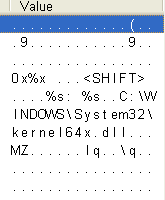 Value
. . . . . . . . . . . . . . . . ( . .
. 9 . . . . . . . . . . . . . 9 . .
. . . . . . . . . . . . . . . . . . .
0x%x . . . . <SHIFT>
. . . . %s: %s . . C:\W
INDOWS\System32\
kernel64x.dll . . .
MZ . . . . . . . lq . . \q . .
. . . . . . . . . . . . . . . . . . .
. . . . . . . . . . . . . . . . . . .